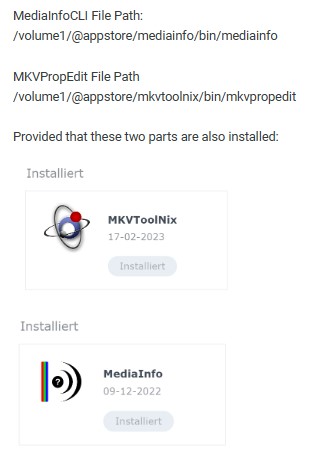 MediaInfoCLI File Path:
/volume1/@appstore/mediainfo/bin/mediainfo
MKVPropEdit File Path
/volume1/@appstore/mkvtoolnix/bin/mkvpropedit
Provided that these two parts are also installed:
Installiert
MKVToolNix
17-02-2023
Installiert
Installiert
?
MediaInfo
09-12-2022
Installiert